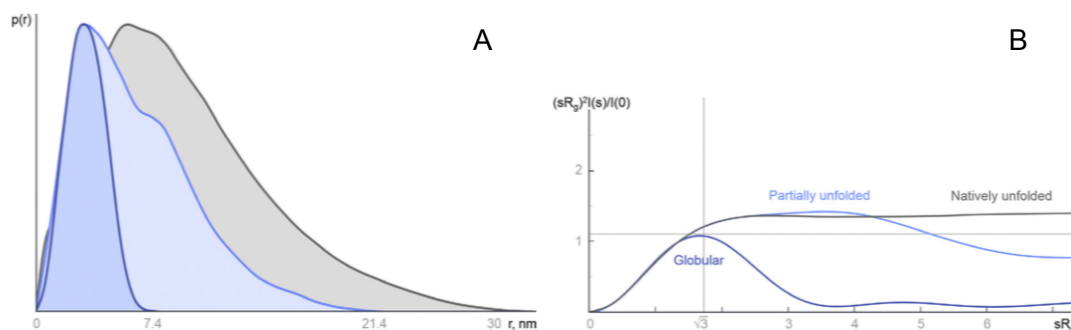 p(r)
A
0
7.4
21.4
30
r, nm
B
(sRg)²I(s)/I(0)
2
1
Partially unfolded
Natively unfolded
Globular
0
√3
3
4
5
6
sR